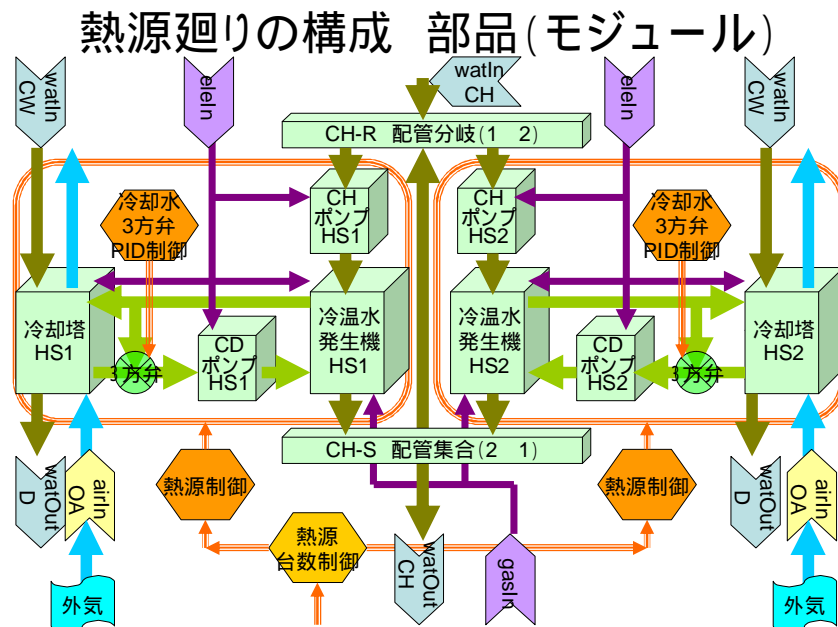 熱源廻りの構成 部品(モジュール)
watIn
CW
eleIn
watIn
CH
eleIn
watIn
CW
CH-R 配管分岐(1 2)
冷却水
3方弁
PID制御
CH
ポンプ
HS1
CH
ポンプ
HS2
冷却水
3方弁
PID制御
冷却塔
HS1
3方弁
CD
ポンプ
HS1
冷温水
発生機
HS1
冷温水
発生機
HS2
CD
ポンプ
HS2
3方弁
冷却塔
HS2
CH-S 配管集合(2 1)
watOut
D
airIn
OA
熱源制御
熱源
台数制御
watOut
CH
gasIn
熱源制御
watOut
D
airIn
OA
外気
外気